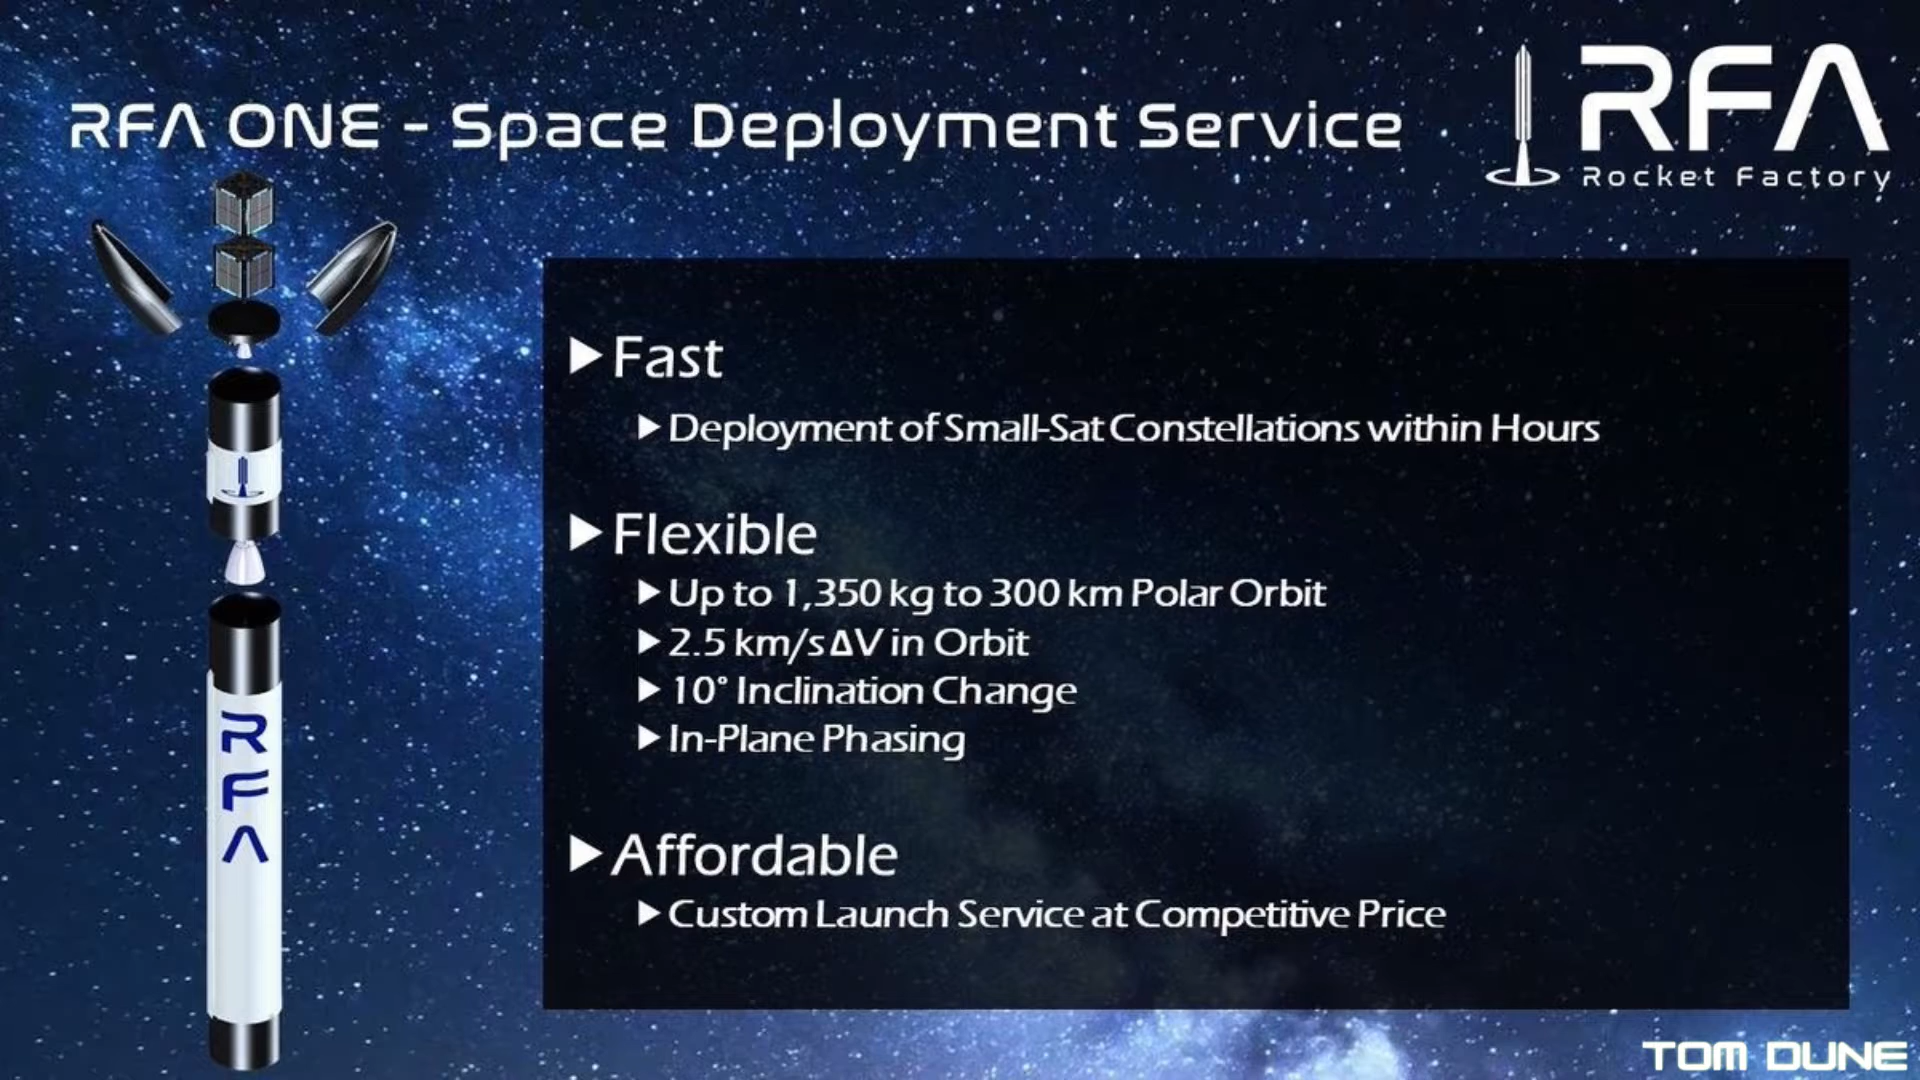 RFA ONE - Space Deployment Service
RFA
Rocket Factory
Fast
Deployment of Small-Sat Constellations within Hours
Flexible
Up to 1,350 kg to 300 km Polar Orbit
2.5 km/s ΔV in Orbit
10° Inclination Change
In-Plane Phasing
Affordable
Custom Launch Service at Competitive Price
R
F
A
TOM DUNE